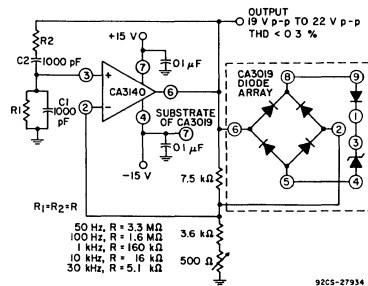 OUTPUT
19 V p-p TO 22 V p-p
THD < 0 3 %
+15 V
R2
C2
1000 pF
7
0 1 µF
3
+
CA3140
6
2
-
4
R1
C1
1000
pF
SUBSTRATE
OF CA3019
7
0 1 µF
-15 V
CA3019
DIODE
ARRAY
8
9
6
2
1
3
5
4
7.5 kΩ
R1=R2=R
3.6 kΩ
500 Ω
50 Hz, R = 3.3 MΩ
100 Hz, R = 1.6 MΩ
1 kHz, R = 160 kΩ
10 kHz, R = 16 kΩ
30 kHz, R = 5.1 kΩ
92CS-27934